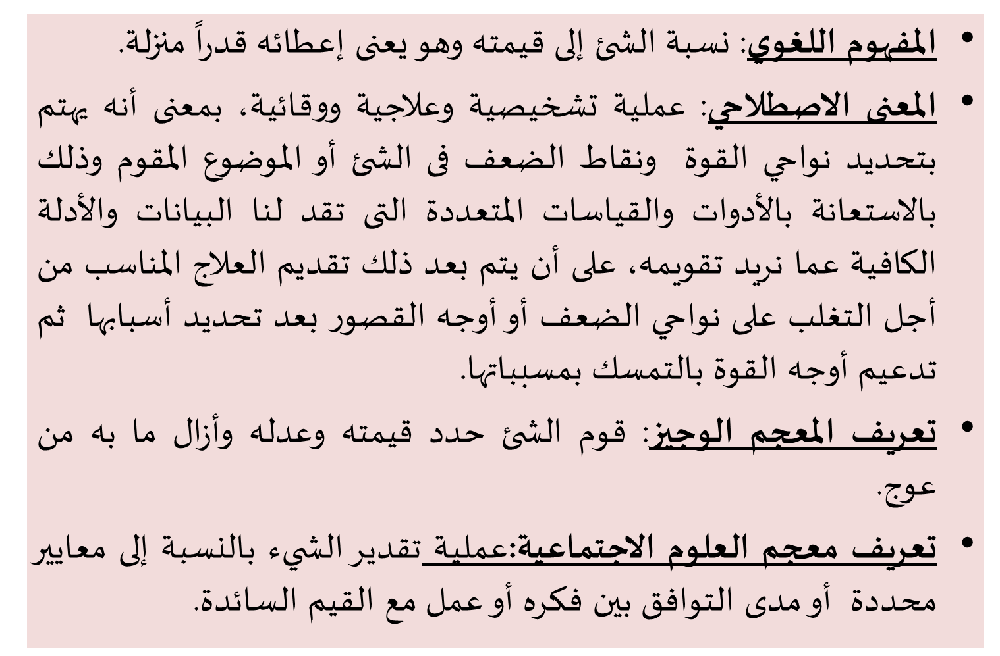 • المفهوم اللغوي: نسبة الشئ إلى قيمته وهو يعنى إعطائه قدراً منزلة.
• المعنى الاصطلاحي: عملية تشخيصية وعلاجية ووقائية، بمعنى أنه يهتم
بتحديد نواحي القوة ونقاط الضعف فى الشئ أو الموضوع المقوم وذلك
بالاستعانة بالأدوات والقياسات المتعددة التى تقد لنا البيانات والأدلة
الكافية عما نريد تقويمه، على أن يتم بعد ذلك تقديم العلاج المناسب من
أجل التغلب على نواحي الضعف أو أوجه القصور بعد تحديد أسبابها ثم
تدعيم أوجه القوة بالتمسك بمسبباتها.
• تعريف المعجم الوجيز: قوم الشئ حدد قيمته وعدله وأزال ما به من
عوج.
• تعريف معجم العلوم الاجتماعية:عملية تقدير الشيء بالنسبة إلى معايير
محددة أو مدى التوافق بين فكره أو عمل مع القيم السائدة.